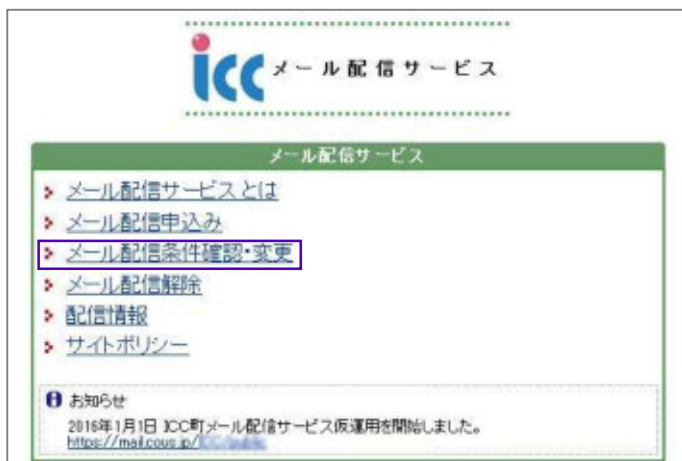 icc メール配信サービス
メール配信サービス
メール配信サービスとは
メール配信申込み
メール配信条件確認・変更
メール配信解除
配信情報
サイトポリシー
お知らせ
2016年1月1日 ICC町メール配信サービス仮運用を開始しました。
https://mail.cous.jp/